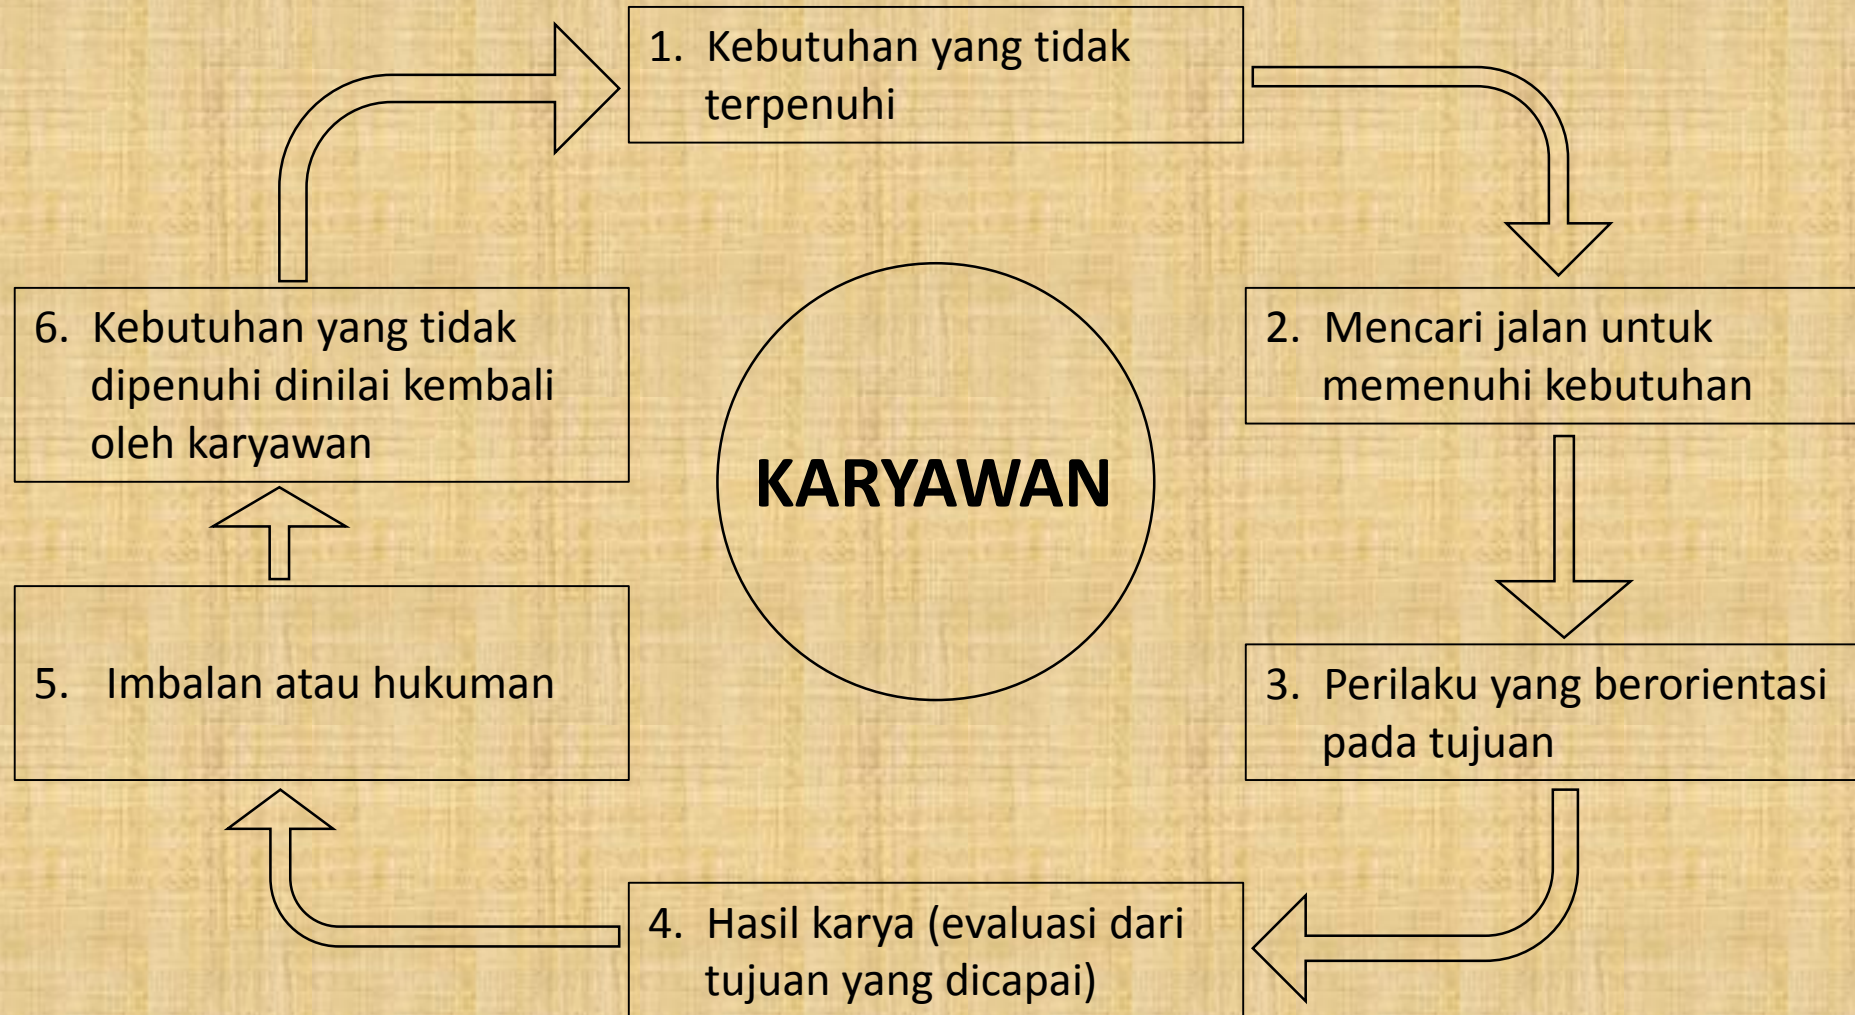 1. Kebutuhan yang tidak
terpenuhi
2. Mencari jalan untuk
memenuhi kebutuhan
3. Perilaku yang berorientasi
pada tujuan
4. Hasil karya (evaluasi dari
tujuan yang dicapai)
5. Imbalan atau hukuman
6. Kebutuhan yang tidak
dipenuhi dinilai kembali
oleh karyawan
KARYAWAN